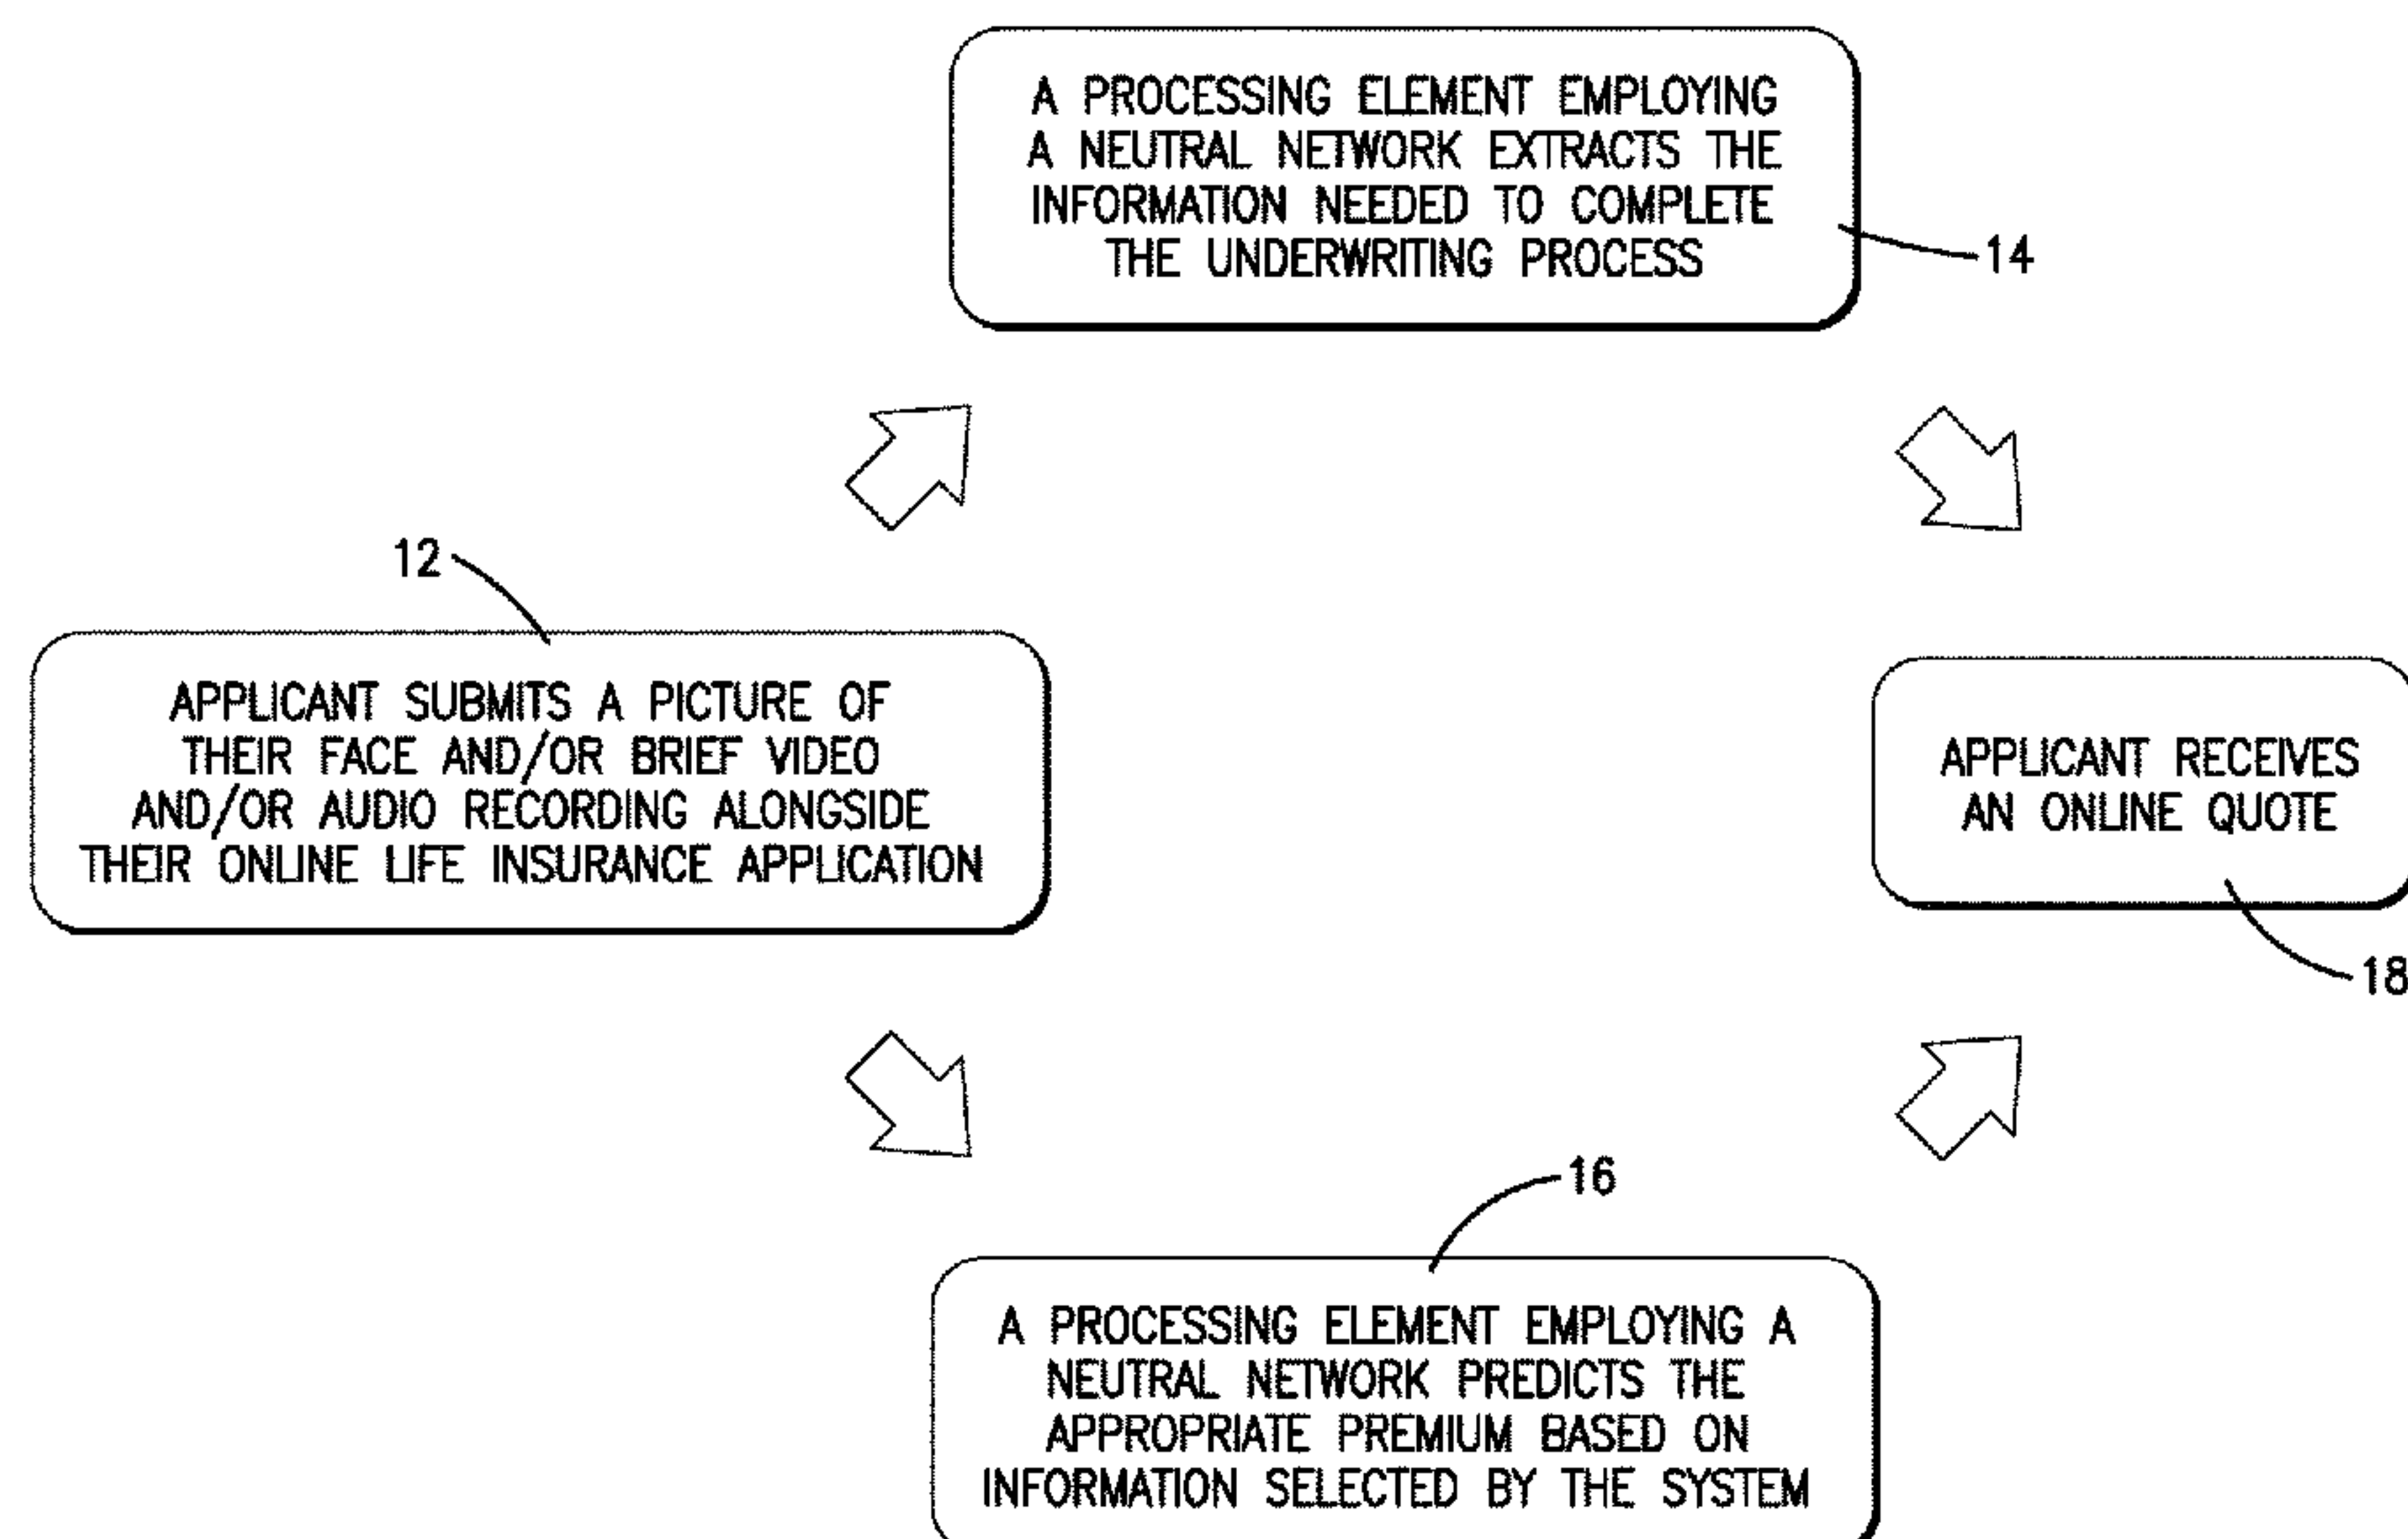 A PROCESSING ELEMENT EMPLOYING
A NEUTRAL NETWORK EXTRACTS THE
INFORMATION NEEDED TO COMPLETE
THE UNDERWRITING PROCESS
14
12
APPLICANT SUBMITS A PICTURE OF
THEIR FACE AND/OR BRIEF VIDEO
AND/OR AUDIO RECORDING ALONGSIDE
THEIR ONLINE LIFE INSURANCE APPLICATION
APPLICANT RECEIVES
AN ONLINE QUOTE
18
16
A PROCESSING ELEMENT EMPLOYING A
NEUTRAL NETWORK PREDICTS THE
APPROPRIATE PREMIUM BASED ON
INFORMATION SELECTED BY THE SYSTEM